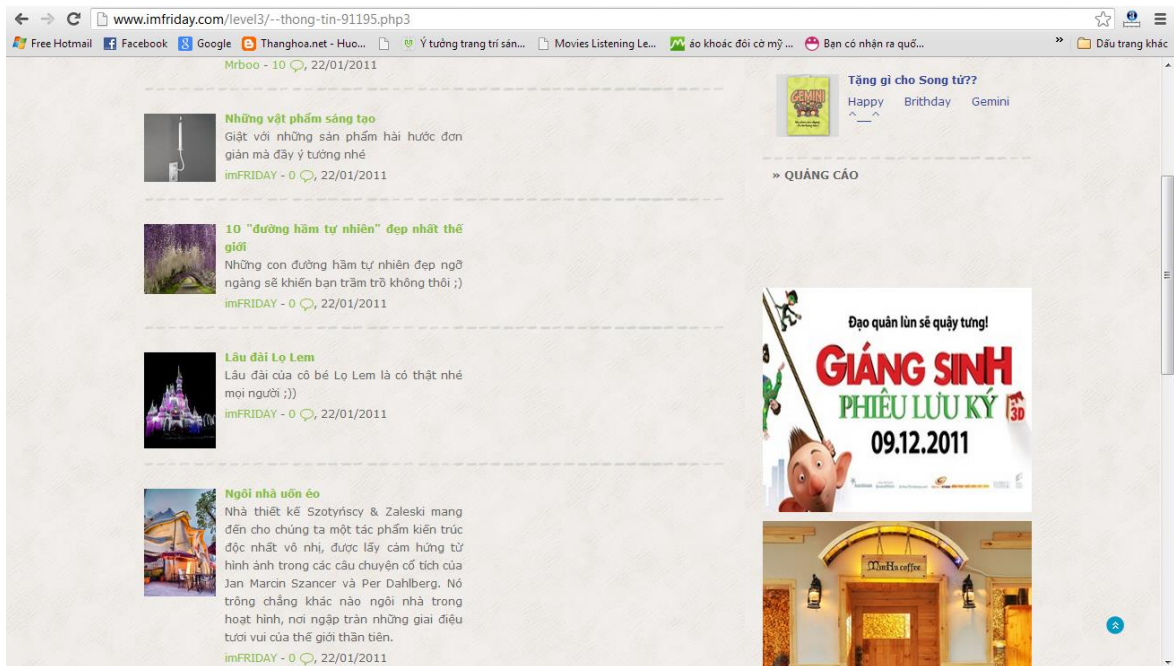 www.imfriday.com/level3/--thong-tin-91195.php3
Free Hotmail Facebook Google Thanghoa.net - Huo... Ý tưởng trang trí sán... Movies Listening Le... áo khoác đôi cờ mỹ ... Bạn có nhận ra quố... » Dấu trang khác
Mrboo - 10 , 22/01/2011
Những vật phẩm sáng tạo
Giật với những sản phẩm hài hước đơn
giản mà đầy ý tưởng nhé
imFRIDAY - 0 , 22/01/2011
10 "đường hầm tự nhiên" đẹp nhất thế
giới
Những con đường hầm tự nhiên đẹp ngỡ
ngàng sẽ khiến bạn trầm trồ không thôi ;)
imFRIDAY - 0 , 22/01/2011
Lâu đài Lọ Lem
Lâu đài của cô bé Lọ Lem là có thật nhé
mọi người ;))
imFRIDAY - 0 , 22/01/2011
Ngôi nhà uốn éo
Nhà thiết kế Szotyńscy & Zaleski mang
đến cho chúng ta một tác phẩm kiến trúc
độc nhất vô nhị, được lấy cảm hứng từ
hình ảnh trong các câu chuyện cổ tích của
Jan Marcin Szancer và Per Dahlberg. Nó
trông chẳng khác nào ngôi nhà trong
hoạt hình, nơi ngập tràn những giai điệu
tươi vui của thế giới thần tiên.
imFRIDAY - 0 , 22/01/2011
Tặng gì cho Song tử??
Happy Brithday Gemini
^__^
GEMINI
» QUẢNG CÁO
Đạo quân lùn sẽ quậy tưng!
GIÁNG SINH
PHIÊU LƯU KÝ 3D
09.12.2011
MonHa coffee